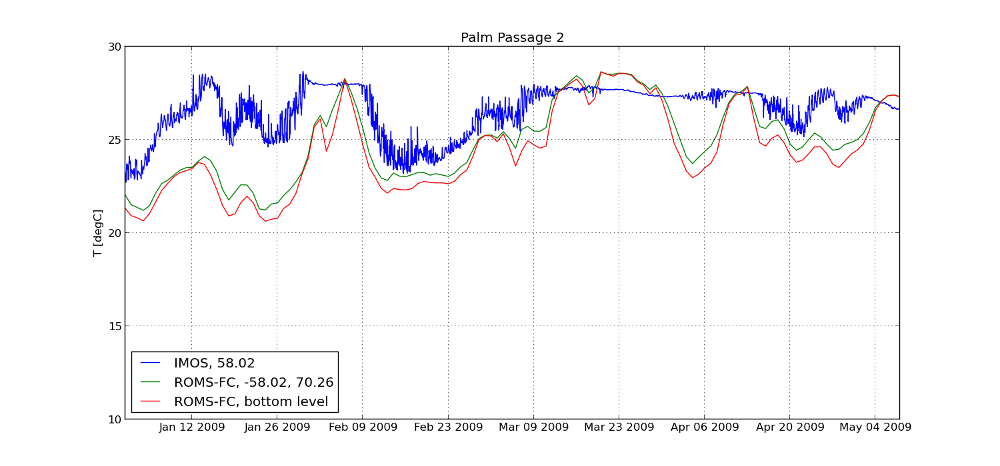 Palm Passage 2
30
25
20
15
10
T [degC]
IMOS, 58.02
ROMS-FC, -58.02, 70.26
ROMS-FC, bottom level
Jan 12 2009 Jan 26 2009 Feb 09 2009 Feb 23 2009 Mar 09 2009 Mar 23 2009 Apr 06 2009 Apr 20 2009 May 04 2009